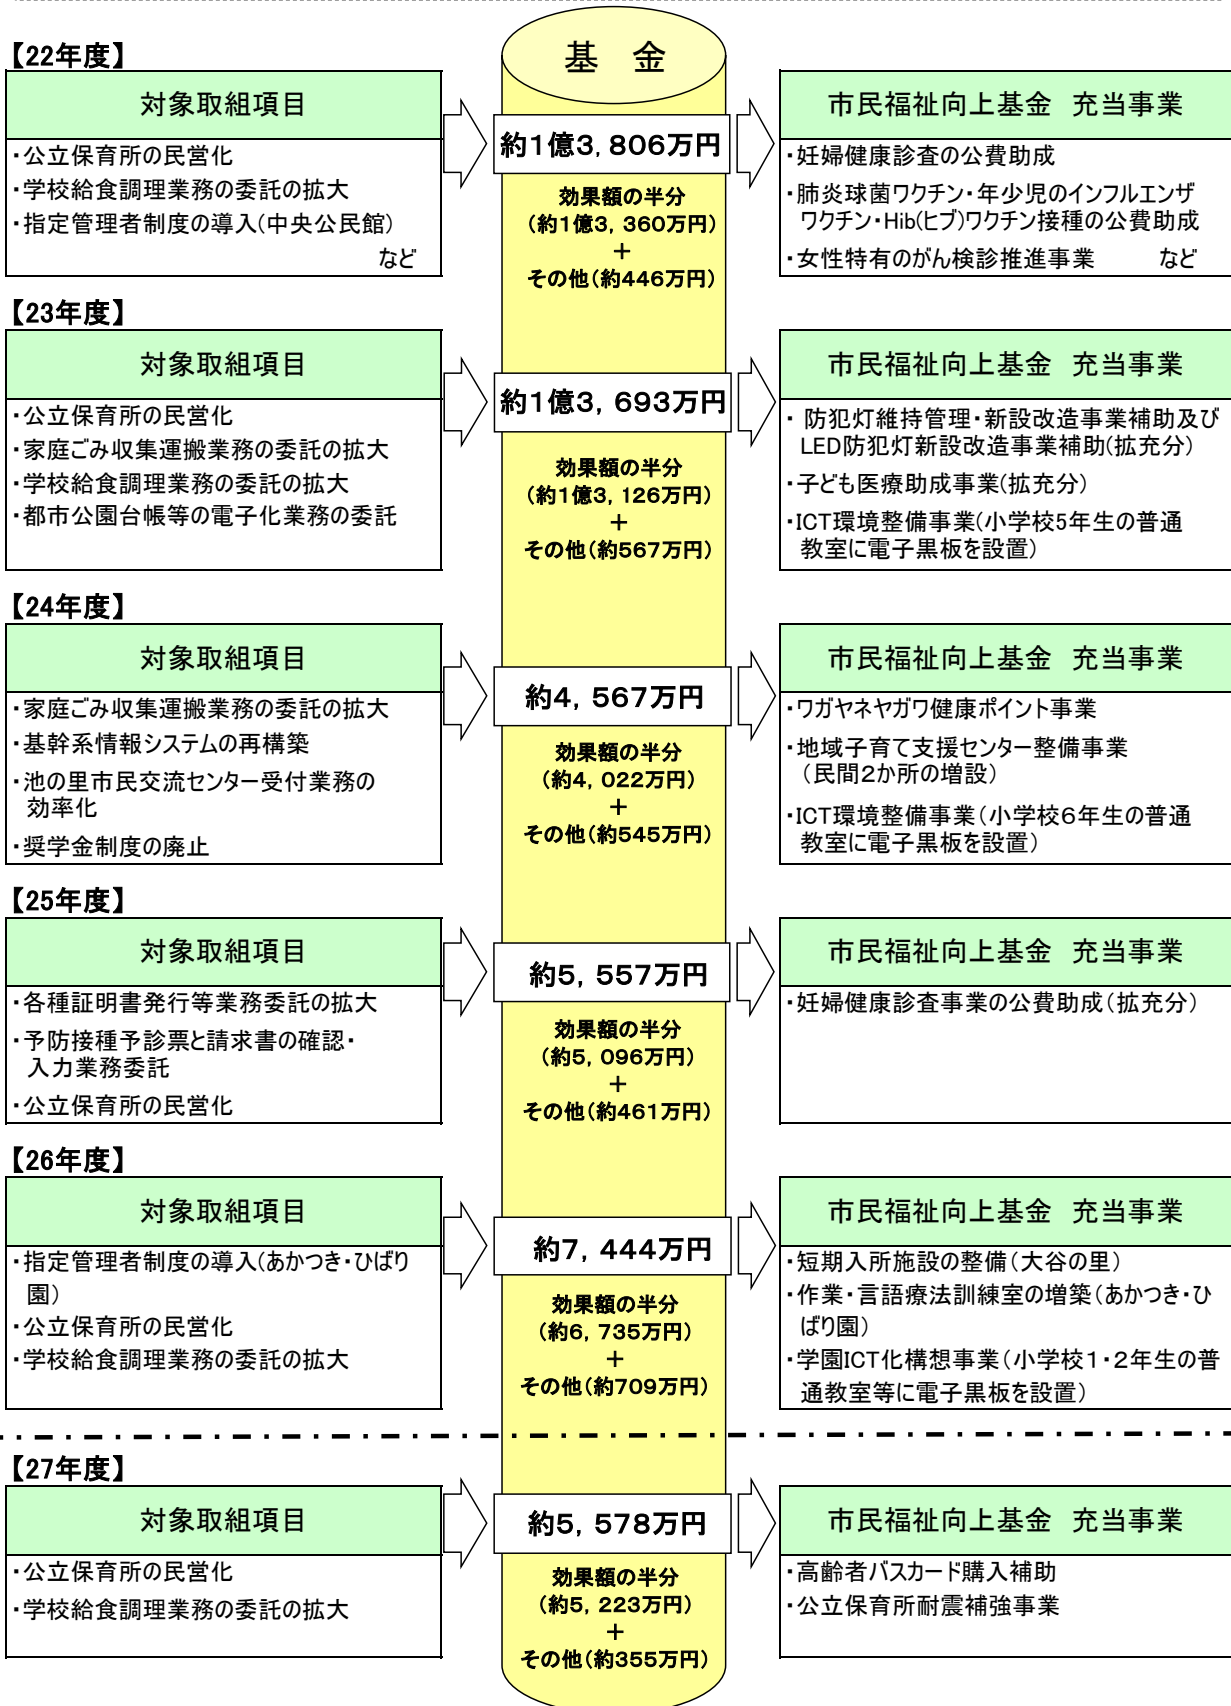 基　金
【22年度】
対象取組項目
・公立保育所の民営化
・学校給食調理業務の委託の拡大
・指定管理者制度の導入(中央公民館)
など
約1億3，806万円
効果額の半分
（約1億3，360万円）
＋
その他（約446万円）
市民福祉向上基金　充当事業
・妊婦健康診査の公費助成
・肺炎球菌ワクチン・年少児のインフルエンザ
ワクチン・Hib(ヒブ)ワクチン接種の公費助成
・女性特有のがん検診推進事業　　など
【23年度】
対象取組項目
・公立保育所の民営化
・家庭ごみ収集運搬業務の委託の拡大
・学校給食調理業務の委託の拡大
・都市公園台帳等の電子化業務の委託
約1億3，693万円
効果額の半分
（約1億3，126万円）
＋
その他（約567万円）
市民福祉向上基金　充当事業
・ 防犯灯維持管理・新設改造事業補助及び
LED防犯灯新設改造事業補助(拡充分)
・子ども医療助成事業(拡充分)
・ICT環境整備事業(小学校5年生の普通
教室に電子黒板を設置)
【24年度】
対象取組項目
・家庭ごみ収集運搬業務の委託の拡大
・基幹系情報システムの再構築
・池の里市民交流センター受付業務の
効率化
・奨学金制度の廃止
約4，567万円
効果額の半分
（約4，022万円）
＋
その他（約545万円）
市民福祉向上基金　充当事業
・ワガヤネヤガワ健康ポイント事業
・地域子育て支援センター整備事業
（民間２か所の増設）
・ICT環境整備事業（小学校６年生の普通
教室に電子黒板を設置）
【25年度】
対象取組項目
・各種証明書発行等業務委託の拡大
・予防接種予診票と請求書の確認・
入力業務委託
・公立保育所の民営化
約5，557万円
効果額の半分
（約5，096万円）
＋
その他（約461万円）
市民福祉向上基金　充当事業
・妊婦健康診査事業の公費助成（拡充分）
【26年度】
対象取組項目
・指定管理者制度の導入(あかつき・ひばり
園)
・公立保育所の民営化
・学校給食調理業務の委託の拡大
約7，444万円
効果額の半分
（約6，735万円）
＋
その他（約709万円）
市民福祉向上基金　充当事業
・短期入所施設の整備（大谷の里）
・作業・言語療法訓練室の増築（あかつき・ひ
ばり園）
・学園ICT化構想事業（小学校１・２年生の普
通教室等に電子黒板を設置）
【27年度】
対象取組項目
・公立保育所の民営化
・学校給食調理業務の委託の拡大
約5，578万円
効果額の半分
（約5，223万円）
＋
その他（約355万円）
市民福祉向上基金　充当事業
・高齢者バスカード購入補助
・公立保育所耐震補強事業